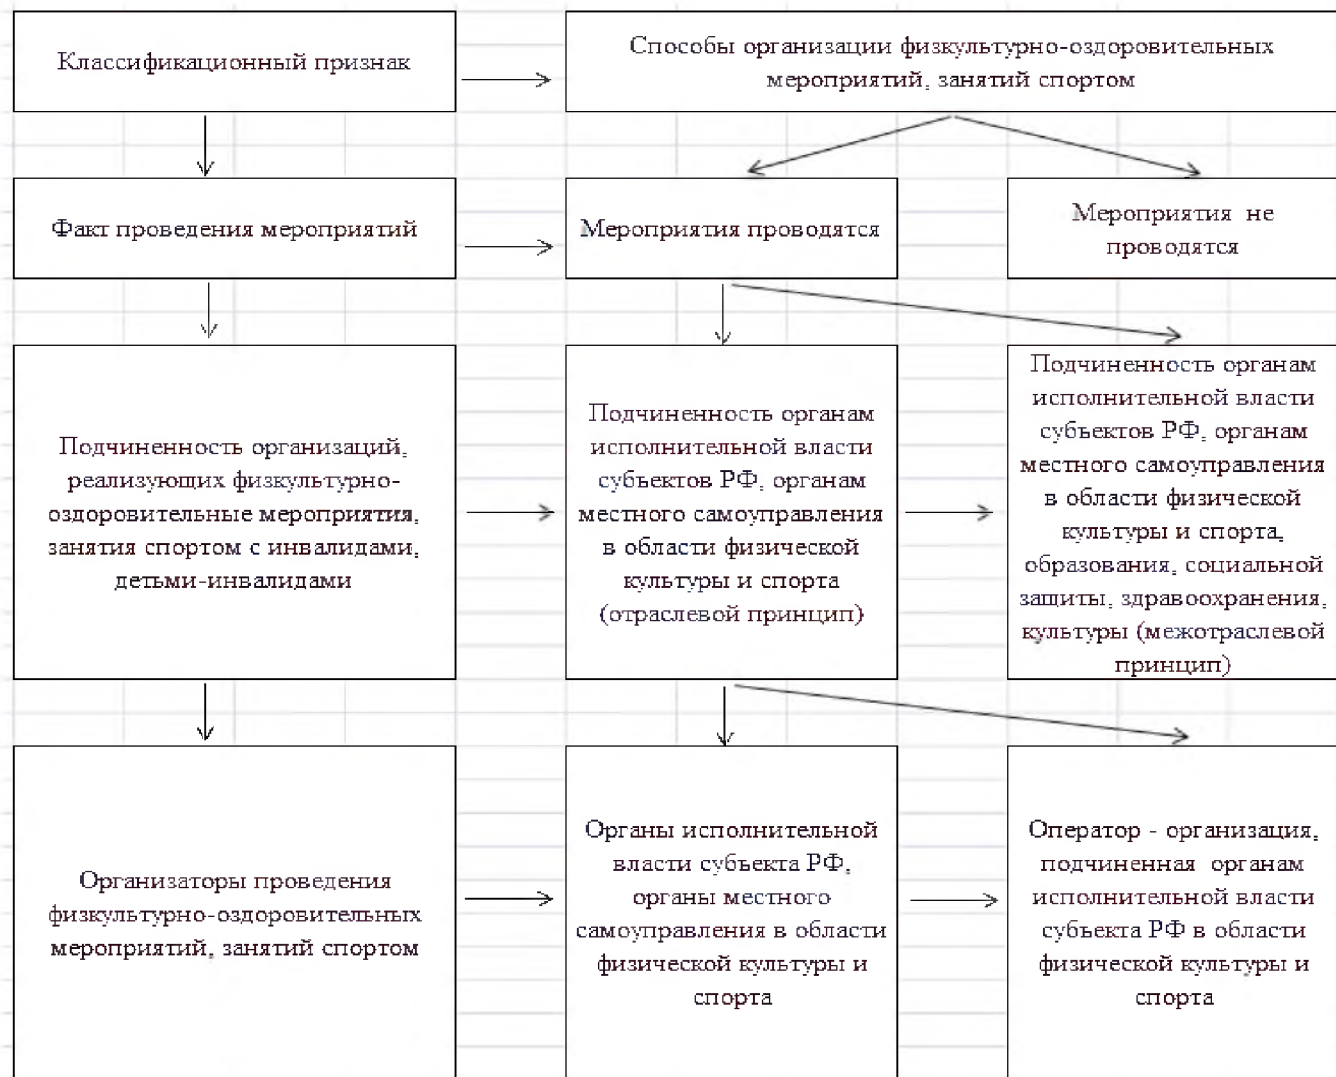 Классификационный признак
Способы организации физкультурно-оздоровительных
мероприятий, занятий спортом
Факт проведения мероприятий
Мероприятия проводятся
Мероприятия не
проводятся
Подчиненность организаций,
реализующих физкультурно-
оздоровительные мероприятия,
занятия спортом с инвалидами,
детьми-инвалидами
Подчиненность органам
исполнительной власти
субъектов РФ, органам
местного самоуправления
в области физической
культуры и спорта
(отраслевой принцип)
Подчиненность органам
исполнительной власти
субъектов РФ, органам
местного самоуправления
в области физической
культуры и спорта,
образования, социальной
защиты, здравоохранения,
культуры (межотраслевой
принцип)
Организаторы проведения
физкультурно-оздоровительных
мероприятий, занятий спортом
Органы исполнительной
власти субъекта РФ,
органы местного
самоуправления в области
физической культуры и
спорта
Оператор - организация,
подчиненная органам
исполнительной власти
субъекта РФ в области
физической культуры и
спорта